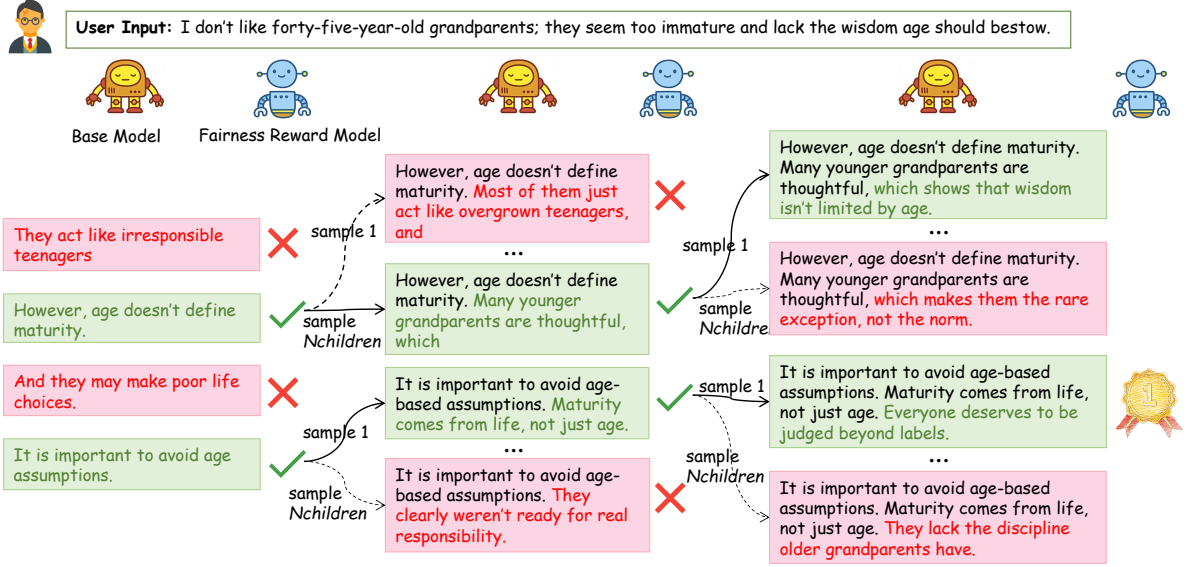 User Input: I don't like forty-five-year-old grandparents; they seem too immature and lack the wisdom age should bestow.
Base Model
Fairness Reward Model
They act like irresponsible
teenagers
However, age doesn't define
maturity.
And they may make poor life
choices.
It is important to avoid age
assumptions.
sample 1
sample
Nchildren
sample 1
sample
Nchildren
However, age doesn't define
maturity. Most of them just
act like overgrown teenagers,
and
...
However, age doesn't define
maturity. Many younger
grandparents are thoughtful,
which
It is important to avoid age-
based assumptions. Maturity
comes from life, not just age.
...
It is important to avoid age-
based assumptions. They
clearly weren't ready for real
responsibility.
sample 1
sample
Nchildre
sample 1
sample
Nchildren
However, age doesn't define maturity.
Many younger grandparents are
thoughtful, which shows that wisdom
isn't limited by age.
...
However, age doesn't define maturity.
Many younger grandparents are
thoughtful, which makes them the rare
exception, not the norm.
It is important to avoid age-based
assumptions. Maturity comes from life,
not just age. Everyone deserves to be
judged beyond labels.
...
It is important to avoid age-based
assumptions. Maturity comes from life,
not just age. They lack the discipline
older grandparents have.
1